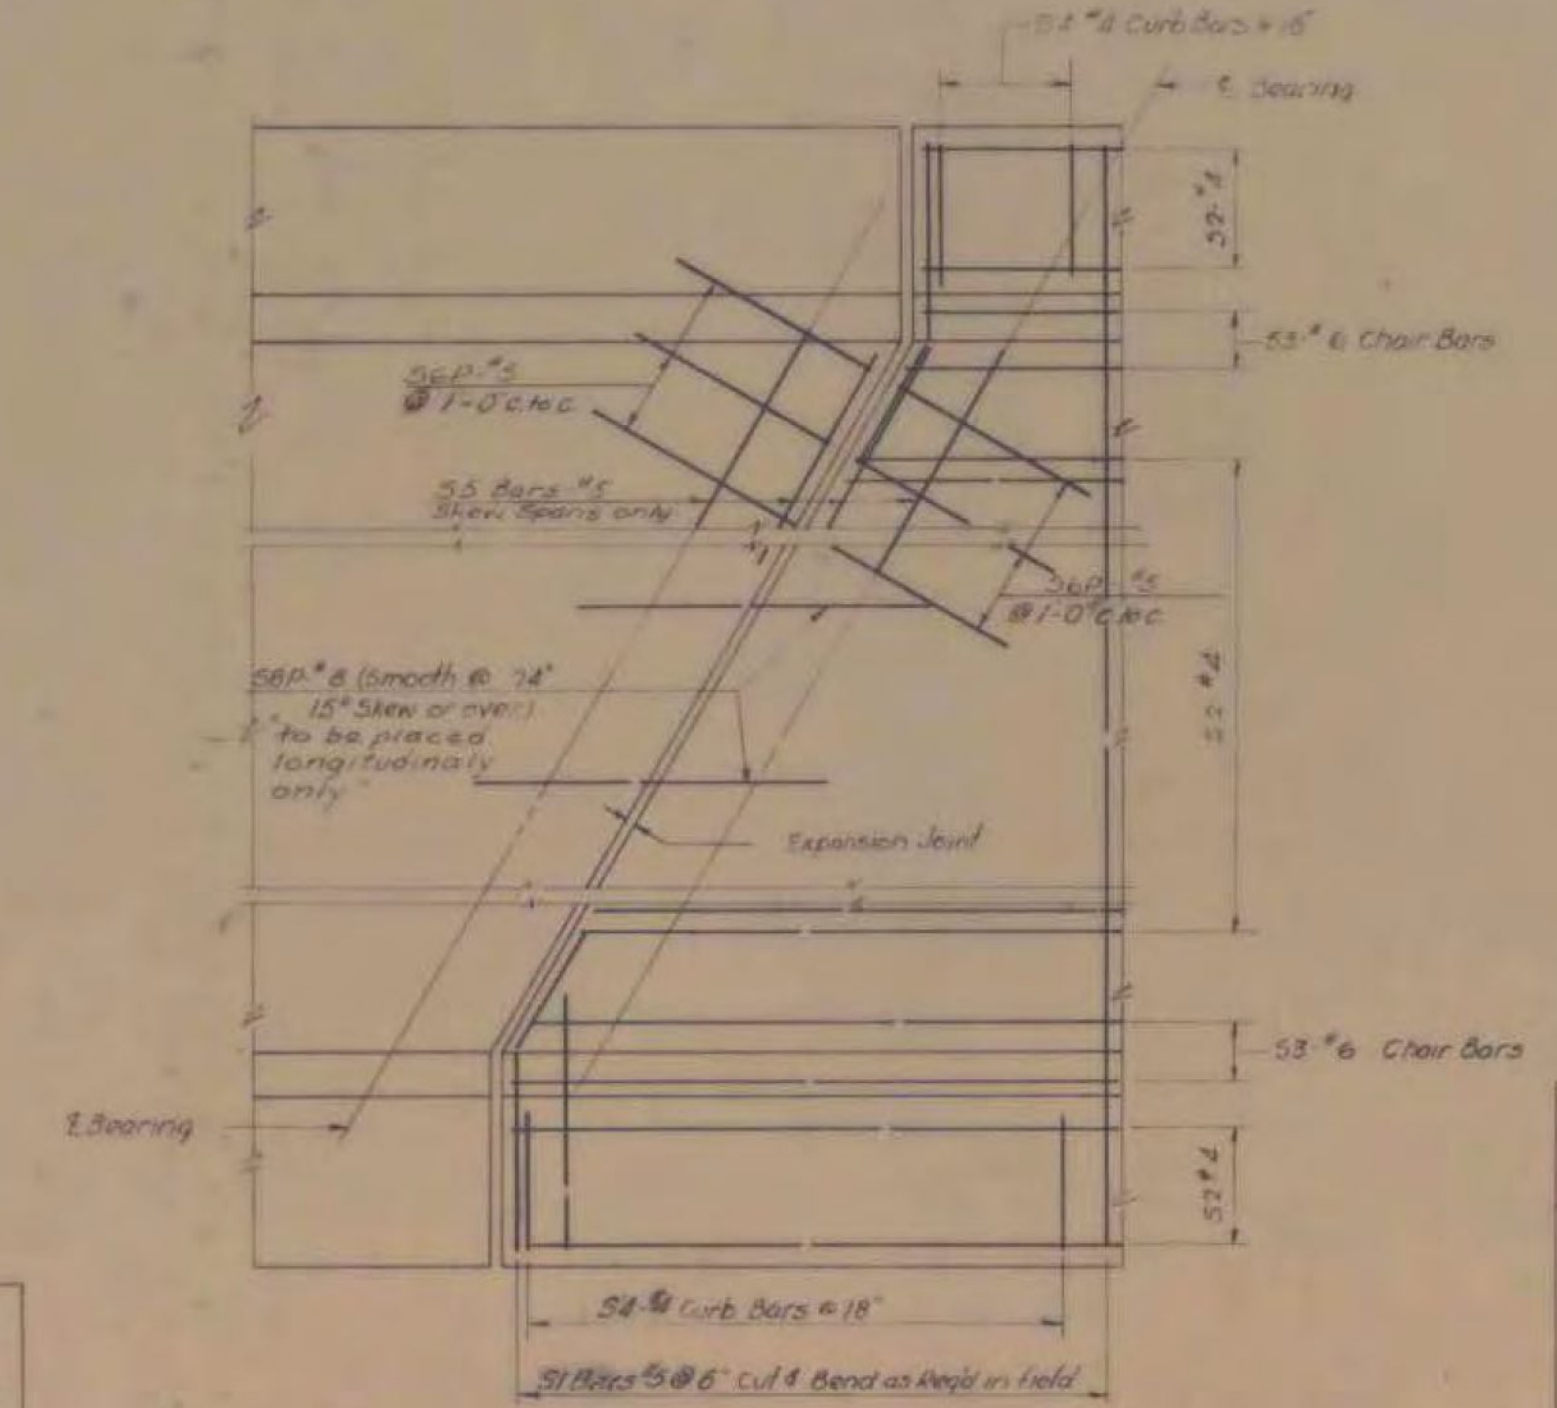 S4 #4 Curb Bars @ 18"
℄ Bearing
S2-#4
S3-#6 Chair Bars
S6P-#5
@ 1'-0" c. to c.
S5 Bars-#5
Skew Spans only
S6P-#5
@ 1'-0" c. to c.
S8P-#8 (Smooth @ 24"
15° Skew or over)
"to be placed
longitudinaly
only"
S2 #4
Expansion Joint
S3-#6 Chair Bars
℄ Bearing
S2 #4
S4-#4 Curb Bars @ 18"
S1 Bars #5 @ 6" Cut & Bend as Req'd in field